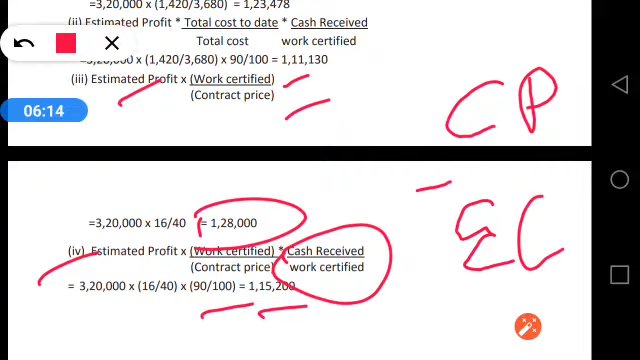 =3,20,000 x (1,420/3,680) = 1,23,478
(ii) Estimated Profit * Total cost to date * Cash Received
Total cost work certified
=3,20,000 x (1,420/3,680) x 90/100 = 1,11,130
(iii) Estimated Profit x (Work certified)
(Contract price)
06:14
C P
=3,20,000 x 16/40 = 1,28,000
(iv) Estimated Profit x (Work certified) * Cash Received
(Contract price) work certified
= 3,20,000 x (16/40) x (90/100) = 1,15,200
E C